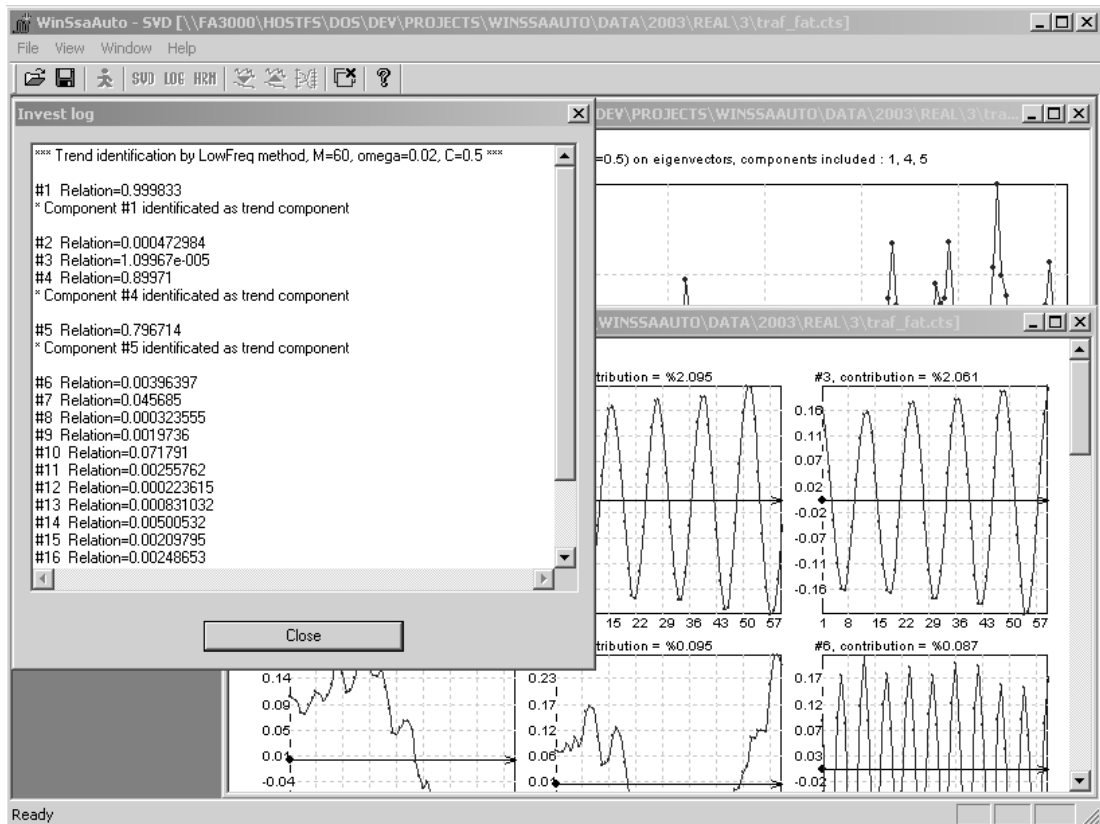 WinSsaAuto - SVD [\\FA3000\HOSTFS\DOS\DEV\PROJECTS\WINSSAAUTO\DATA\2003\REAL\3\traf_fat.cts]
File View Window Help
SVD LOG HRM
Invest log
*** Trend identification by LowFreq method, M=60, omega=0.02, C=0.5 ***
#1 Relation=0.999833
* Component #1 identificated as trend component
#2 Relation=0.000472984
#3 Relation=1.09967e-005
#4 Relation=0.89971
* Component #4 identificated as trend component
#5 Relation=0.796714
* Component #5 identificated as trend component
#6 Relation=0.00396397
#7 Relation=0.045685
#8 Relation=0.000323555
#9 Relation=0.0019736
#10 Relation=0.071791
#11 Relation=0.00255762
#12 Relation=0.000223615
#13 Relation=0.000831032
#14 Relation=0.00500532
#15 Relation=0.00209795
#16 Relation=0.00248653
Close
DEV\PROJECTS\WINSSAAUTO\DATA\2003\REAL\3\tra...
=0.5) on eigenvectors, components included : 1, 4, 5
WINSSAAUTO\DATA\2003\REAL\3\traf_fat.cts]
tribution = %2.095
15 22 29 36 43 50 57
#3, contribution = %2.061
0.16
0.11
0.07
0.02
-0.02
-0.07
-0.11
-0.16
1 8 15 22 29 36 43 50 57
0.14
0.09
0.05
0.01
-0.04
tribution = %0.095
0.23
0.17
0.12
0.06
0.01
#6, contribution = %0.087
0.17
0.12
0.07
0.03
-0.02
Ready